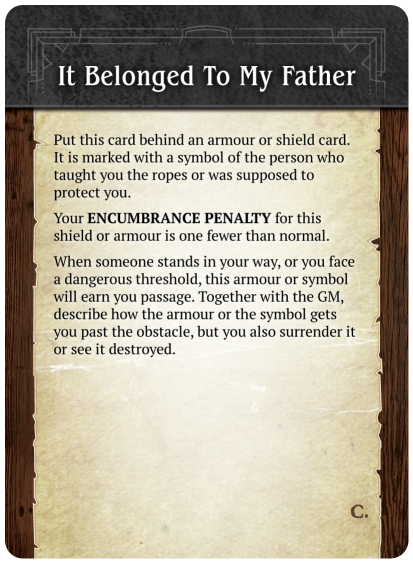 It Belonged To My Father
Put this card behind an armour or shield card.
It is marked with a symbol of the person who
taught you the ropes or was supposed to
protect you.
Your ENCUMBRANCE PENALTY for this
shield or armour is one fewer than normal.
When someone stands in your way, or you face
a dangerous threshold, this armour or symbol
will earn you passage. Together with the GM,
describe how the armour or the symbol gets
you past the obstacle, but you also surrender it
or see it destroyed.
C.